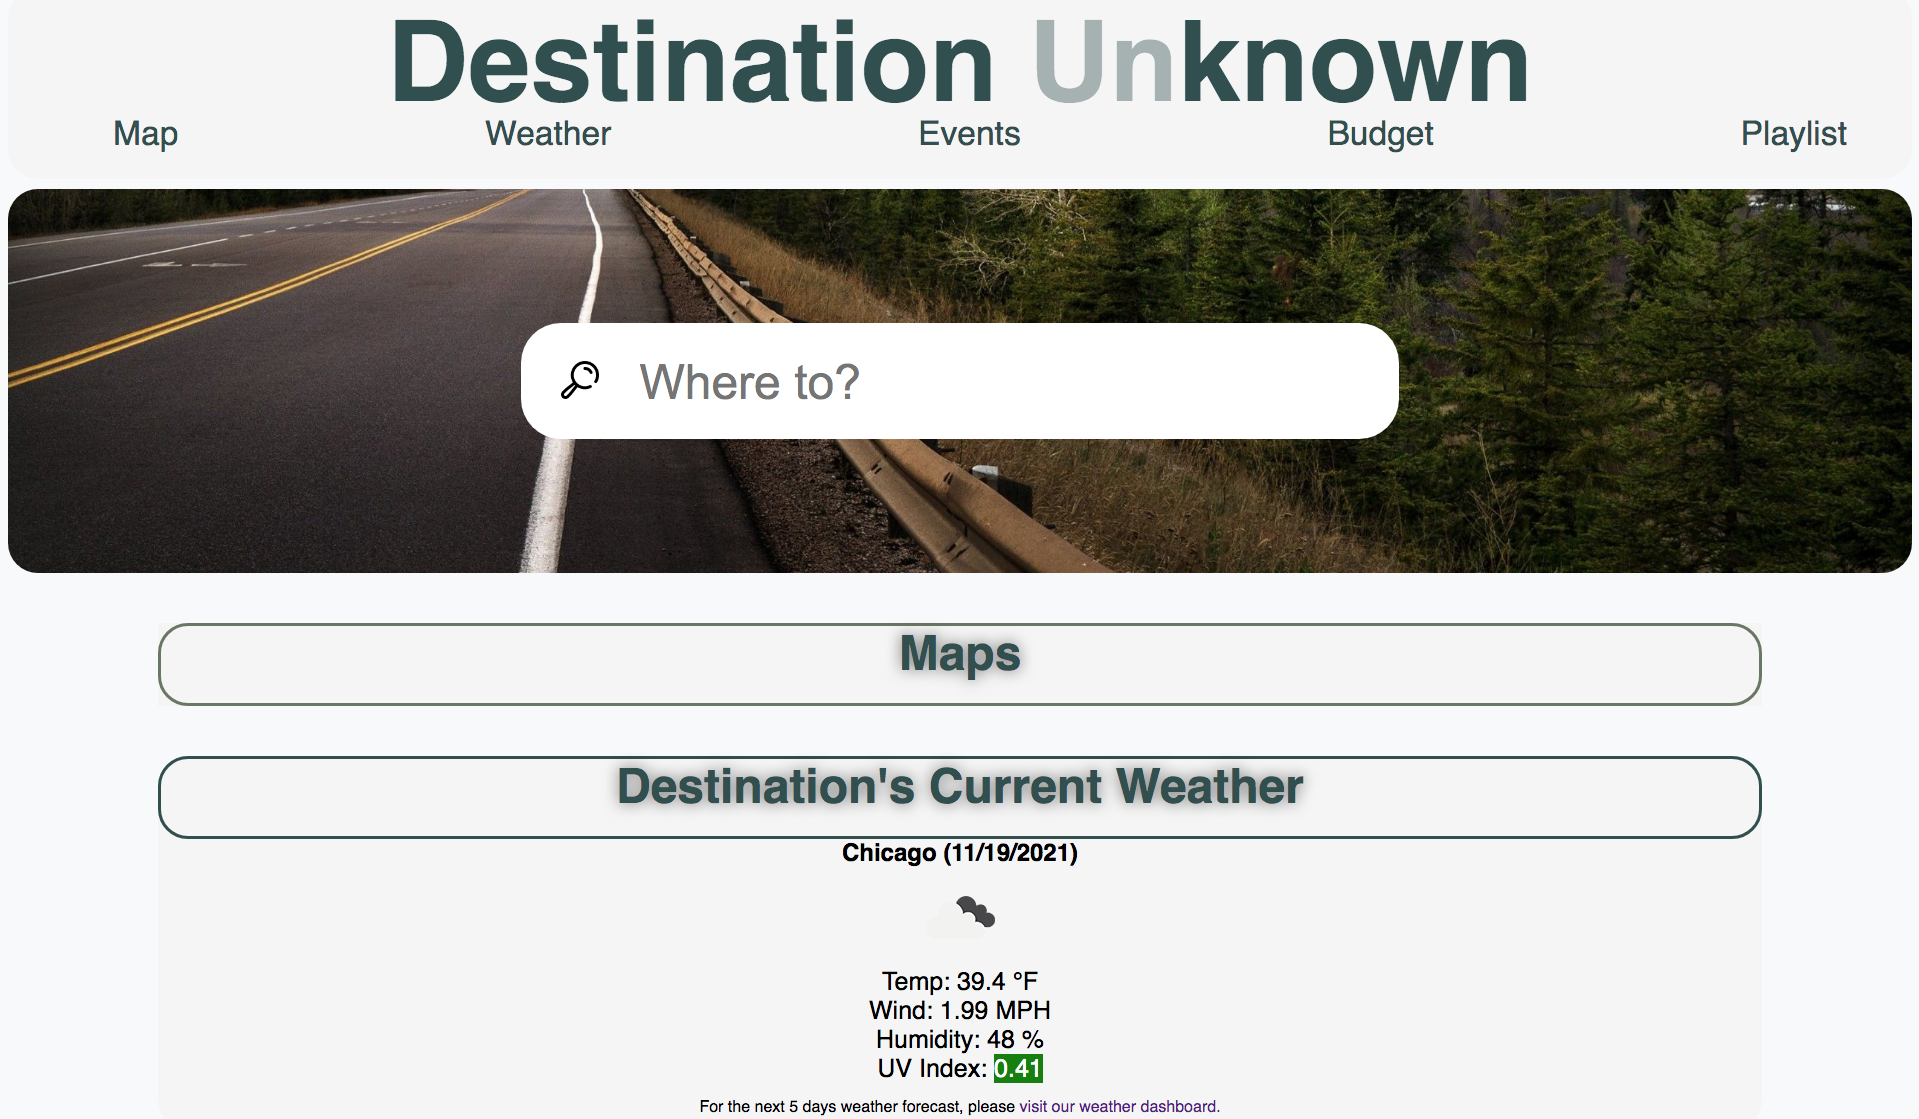 Destination Unknown
Map Weather Events Budget Playlist
Where to?
Maps
Destination's Current Weather
Chicago (11/19/2021)
Temp: 39.4 °F
Wind: 1.99 MPH
Humidity: 48 %
UV Index: 0.41
For the next 5 days weather forecast, please visit our weather dashboard.